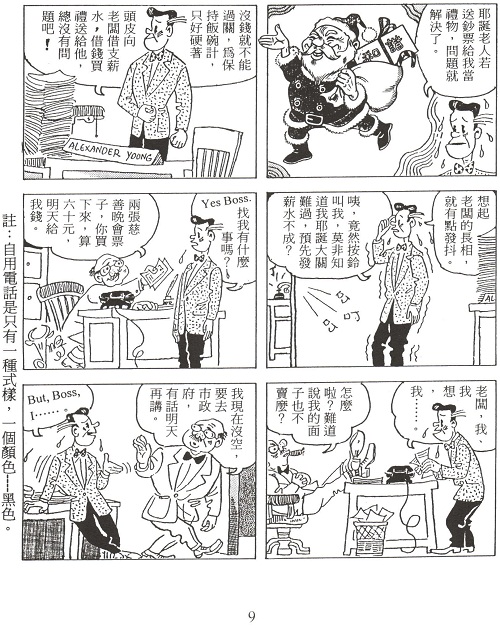 耶誕老人若
送鈔票給我當
禮物，問題就
解決了。
沒錢就不能
過關，爲保
持飯碗計，
只好硬著
頭皮向
老闆借支薪
水，借錢買
禮送給他，
總沒有問
題吧！
ALEXANDER YOONG
想起
老闆的長相，
就有點發抖。
咦，竟然按鈴
叫我，莫非知
道我耶誕大關
難過，預先發
薪水不成？
叮
叮
AL
Yes Boss.
找我有什麼
事嗎？
兩張慈
善晚會票
子，你買
下來，算
六十元，
明天給
我錢。
老闆，我、
我想，
我…。
怎麼
啦？難道
說我的面
子也不
賣麼？
我現在沒空，
要去市政
府，
有話明天
再講。
But, Boss,
I......。
註：自用電話是只有一種式樣，一個顏色—黑色。
9